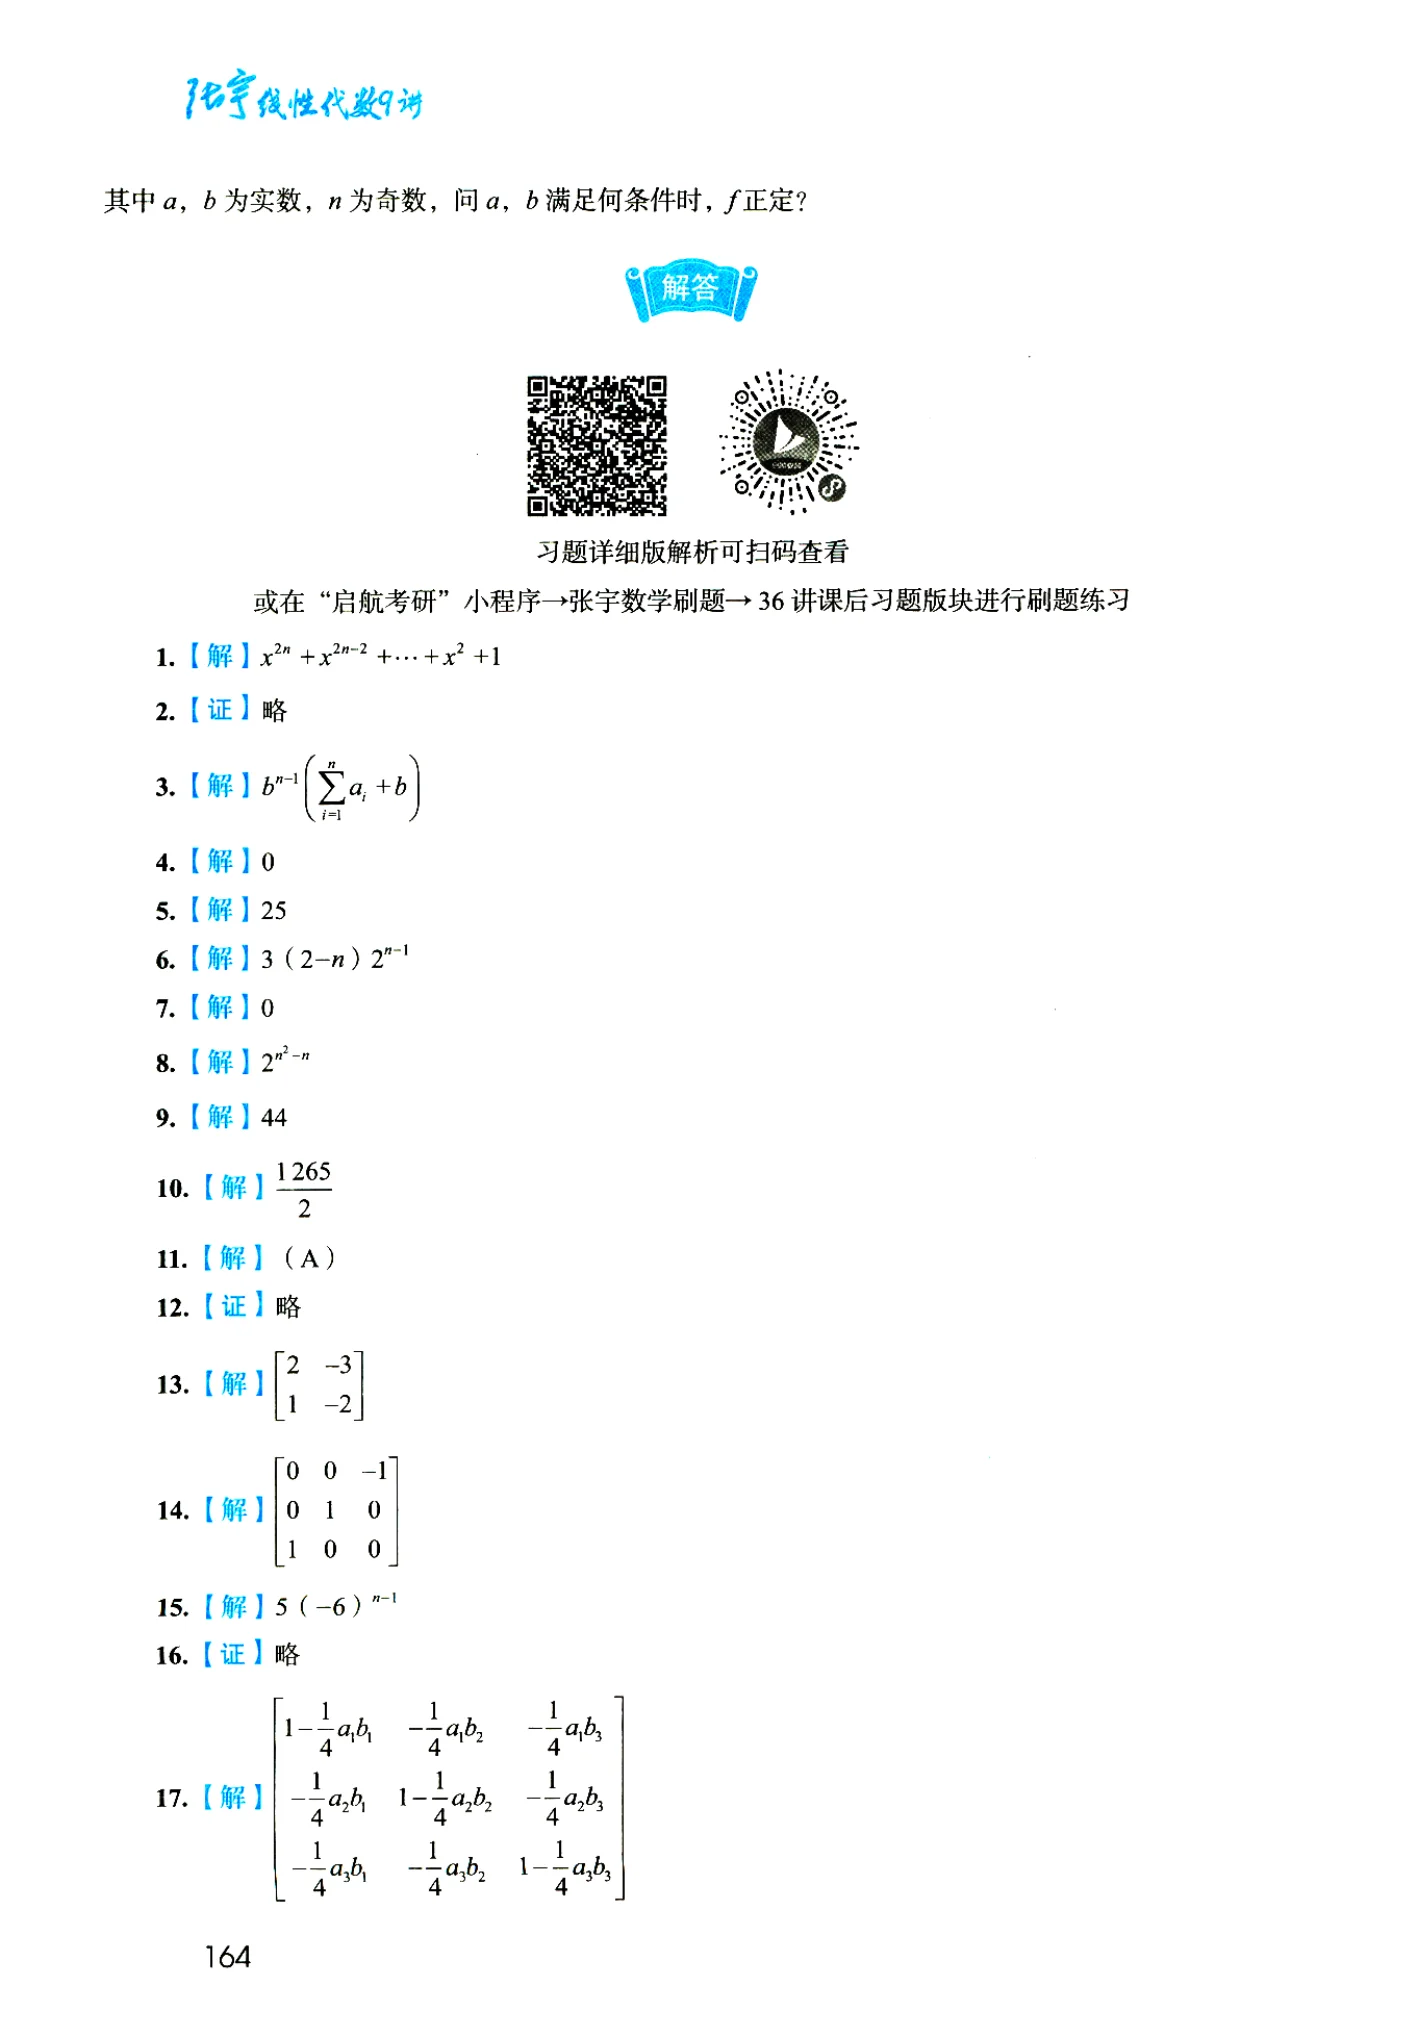 张宇线性代数9讲
其中 a，b 为实数，n 为奇数，问 a，b 满足何条件时，f 正定？
解答
习题详细版解析可扫码查看
或在“启航考研”小程序→张宇数学刷题→36 讲课后习题版块进行刷题练习
1.【解】x^{2n}+x^{2n-2}+⋯+x^2+1
2.【证】略
3.【解】b^{n-1}(\sum_{i=1}^{n} a_i+b)
4.【解】0
5.【解】25
6.【解】3（2-n）2^{n-1}
7.【解】0
8.【解】2^{n^2-n}
9.【解】44
10.【解】\frac{1265}{2}
11.【解】（A）
12.【证】略
13.【解】\begin{bmatrix} 2 & -3 \\ 1 & -2 \end{bmatrix}
14.【解】\begin{bmatrix} 0 & 0 & -1 \\ 0 & 1 & 0 \\ 1 & 0 & 0 \end{bmatrix}
15.【解】5（-6）^{n-1}
16.【证】略
17.【解】\begin{bmatrix} 1-\frac{1}{4}a_1b_1 & -\frac{1}{4}a_1b_2 & -\frac{1}{4}a_1b_3 \\ -\frac{1}{4}a_2b_1 & 1-\frac{1}{4}a_2b_2 & -\frac{1}{4}a_2b_3 \\ -\frac{1}{4}a_3b_1 & -\frac{1}{4}a_3b_2 & 1-\frac{1}{4}a_3b_3 \end{bmatrix}
164